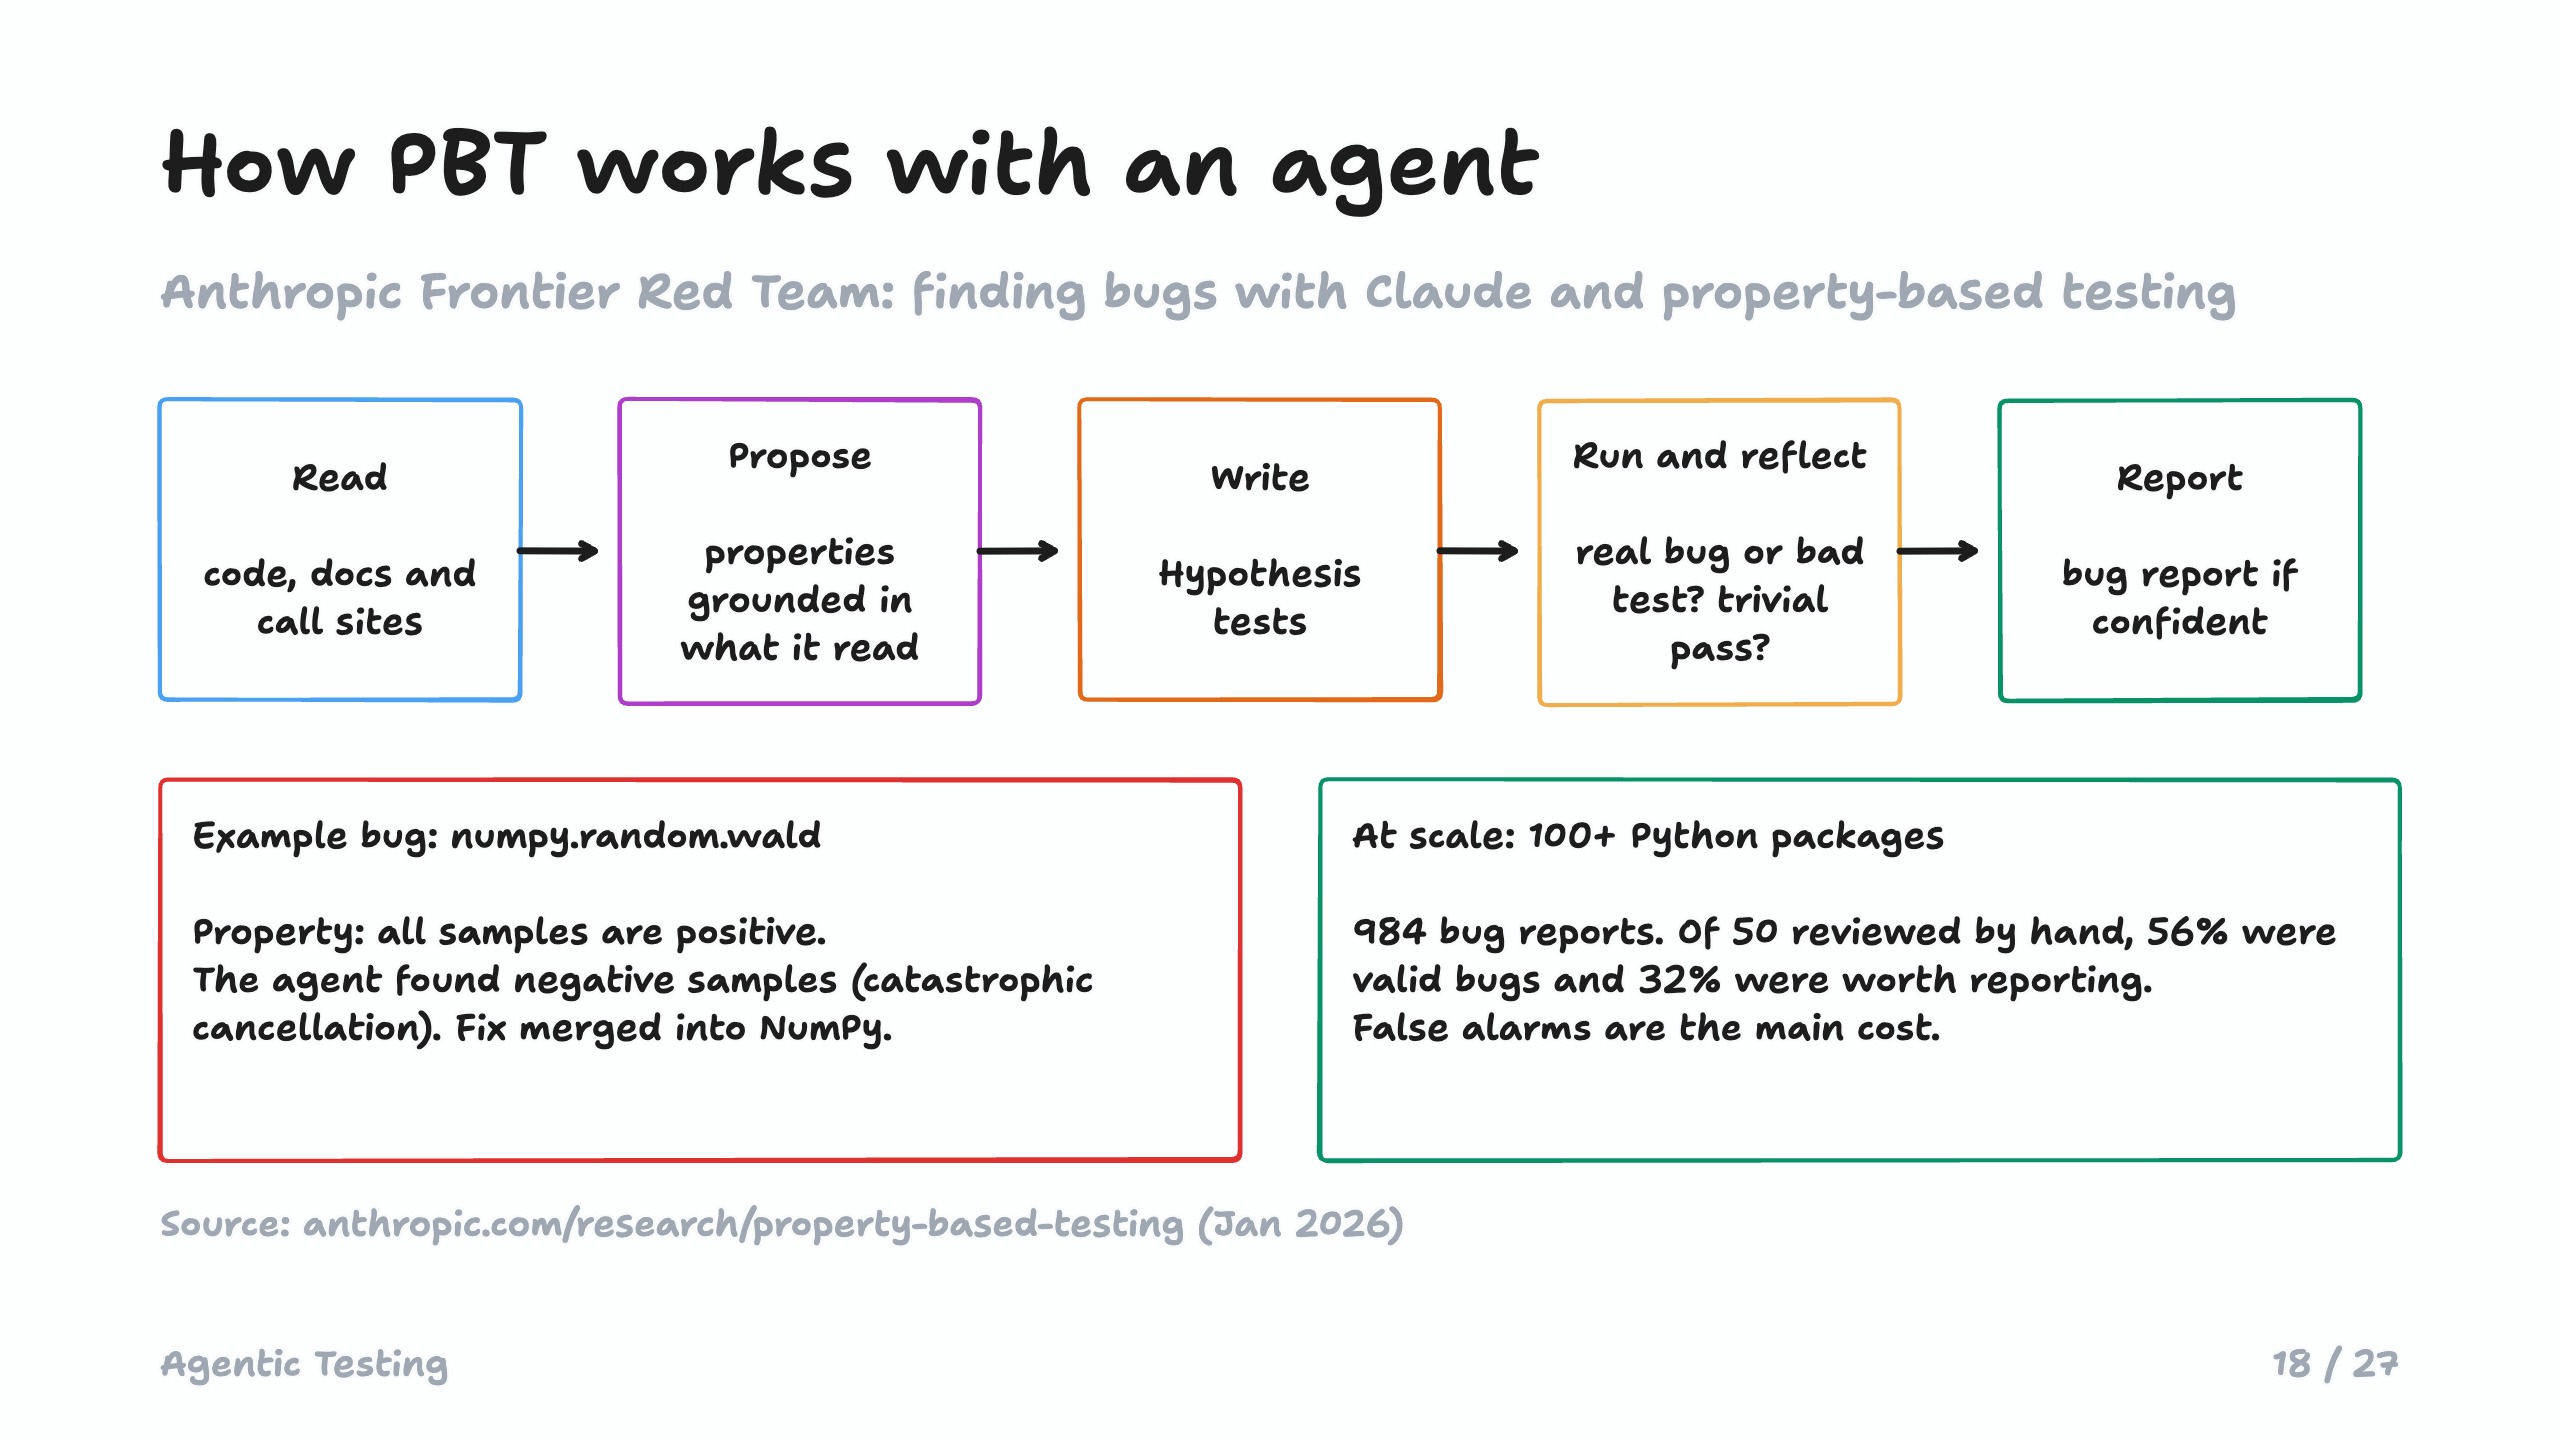 How PBT works with an agent
Anthropic Frontier Red Team: finding bugs with Claude and property-based testing
Read
code, docs and
call sites
Propose
properties
grounded in
what it read
Write
Hypothesis
tests
Run and reflect
real bug or bad
test? trivial
pass?
Report
bug report if
confident
Example bug: numpy.random.wald
Property: all samples are positive.
The agent found negative samples (catastrophic
cancellation). Fix merged into NumPy.
At scale: 100+ Python packages
984 bug reports. Of 50 reviewed by hand, 56% were
valid bugs and 32% were worth reporting.
False alarms are the main cost.
Source: anthropic.com/research/property-based-testing (Jan 2026)
Agentic Testing
18 / 27